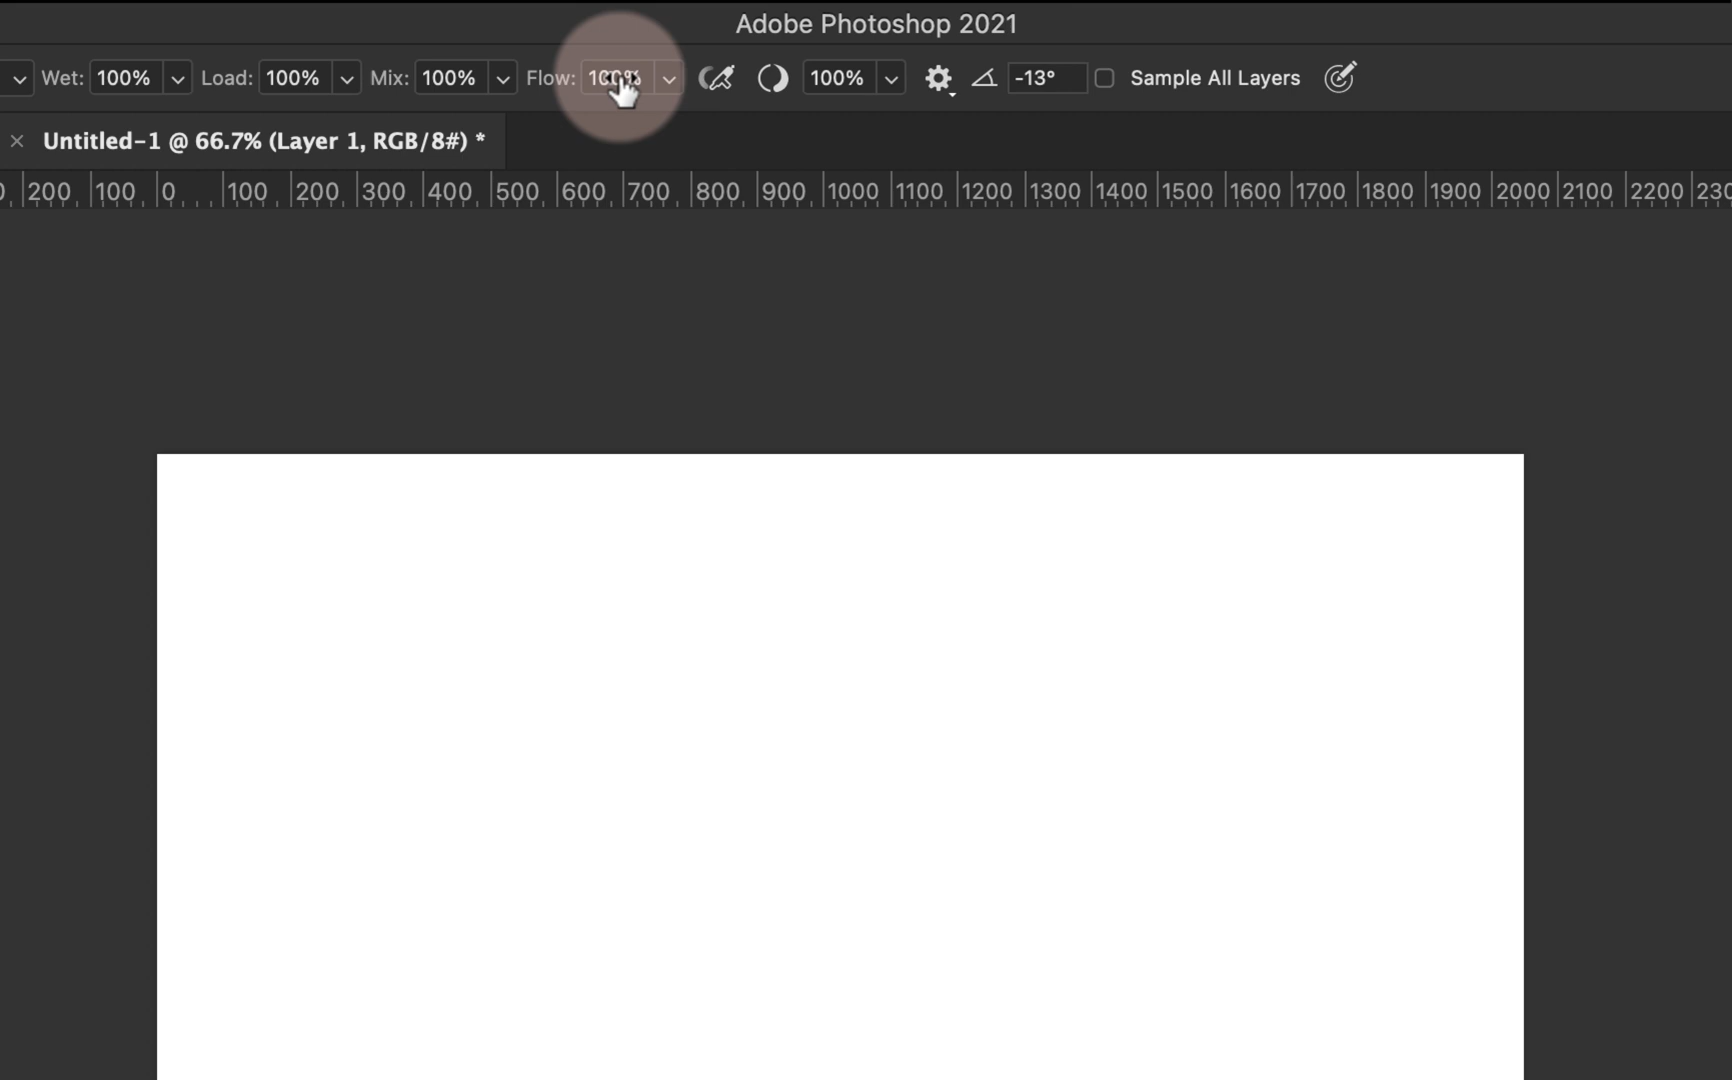 Adobe Photoshop 2021
Wet: 100% Load: 100% Mix: 100% Flow: 100% 100% -13° Sample All Layers
× Untitled-1 @ 66.7% (Layer 1, RGB/8#) *
200 100 0 100 200 300 400 500 600 700 800 900 1000 1100 1200 1300 1400 1500 1600 1700 1800 1900 2000 2100 2200 230